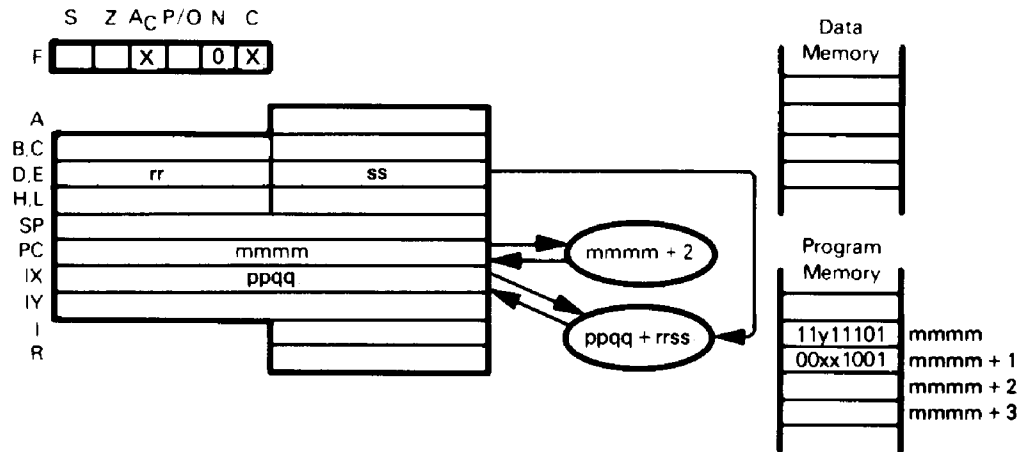 S Z AC P/O N C
F X 0 X
A
B,C
D,E rr ss
H,L
SP
PC mmmm
IX ppqq
IY
I
R
mmmm + 2
ppqq + rrss
Data
Memory
Program
Memory
11y11101 mmmm
00xx1001 mmmm + 1
mmmm + 2
mmmm + 3